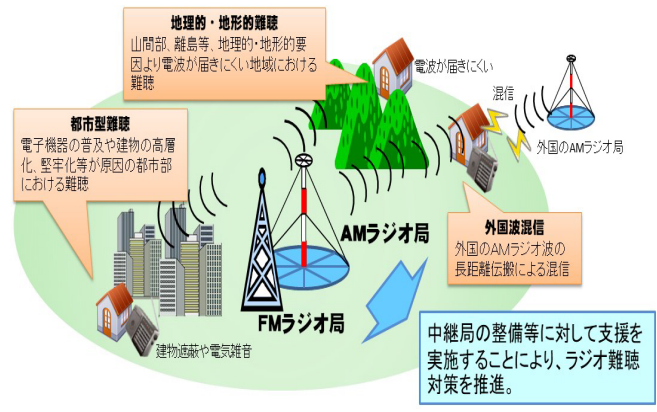 地理的・地形的難聴
山間部、離島等、地理的・地形的要
因より電波が届きにくい地域における
難聴
電波が届きにくい
混信
外国のAMラジオ局
都市型難聴
電子機器の普及や建物の高層
化、堅牢化等が原因の都市部
における難聴
外国波混信
外国のAMラジオ波の
長距離伝搬による混信
AMラジオ局
FMラジオ局
建物遮蔽や電気雑音
中継局の整備等に対して支援を
実施することにより、ラジオ難聴
対策を推進。